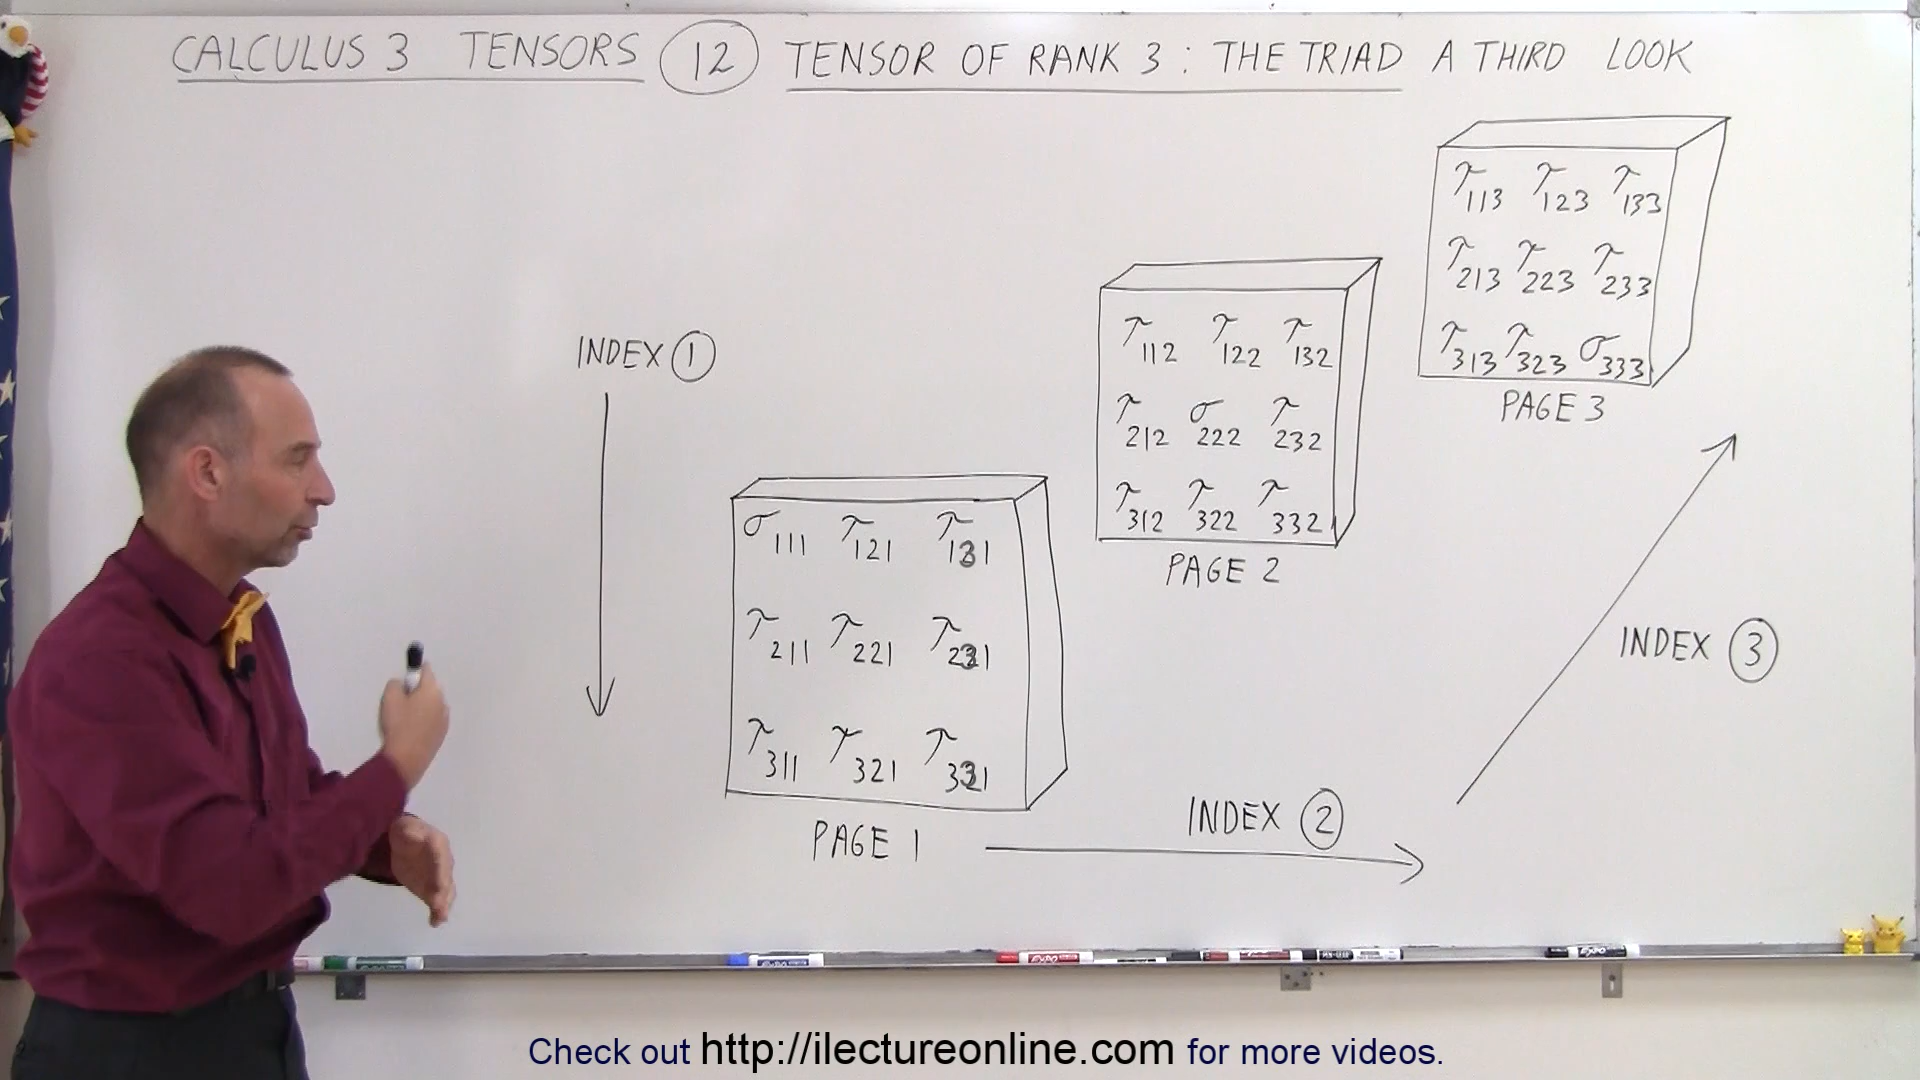 CALCULUS 3 TENSORS 12 TENSOR OF RANK 3: THE TRIAD A THIRD LOOK
τ113 τ123 τ133
τ213 τ223 τ233
τ313 τ323 σ333
PAGE 3
τ112 τ122 τ132
τ212 σ222 τ232
τ312 τ322 τ332
PAGE 2
INDEX 1
σ111 τ121 τ131
τ211 τ221 τ231
τ311 τ321 τ331
PAGE 1
INDEX 2
INDEX 3
EXPO
EXPO
Check out http://ilectureonline.com for more videos.